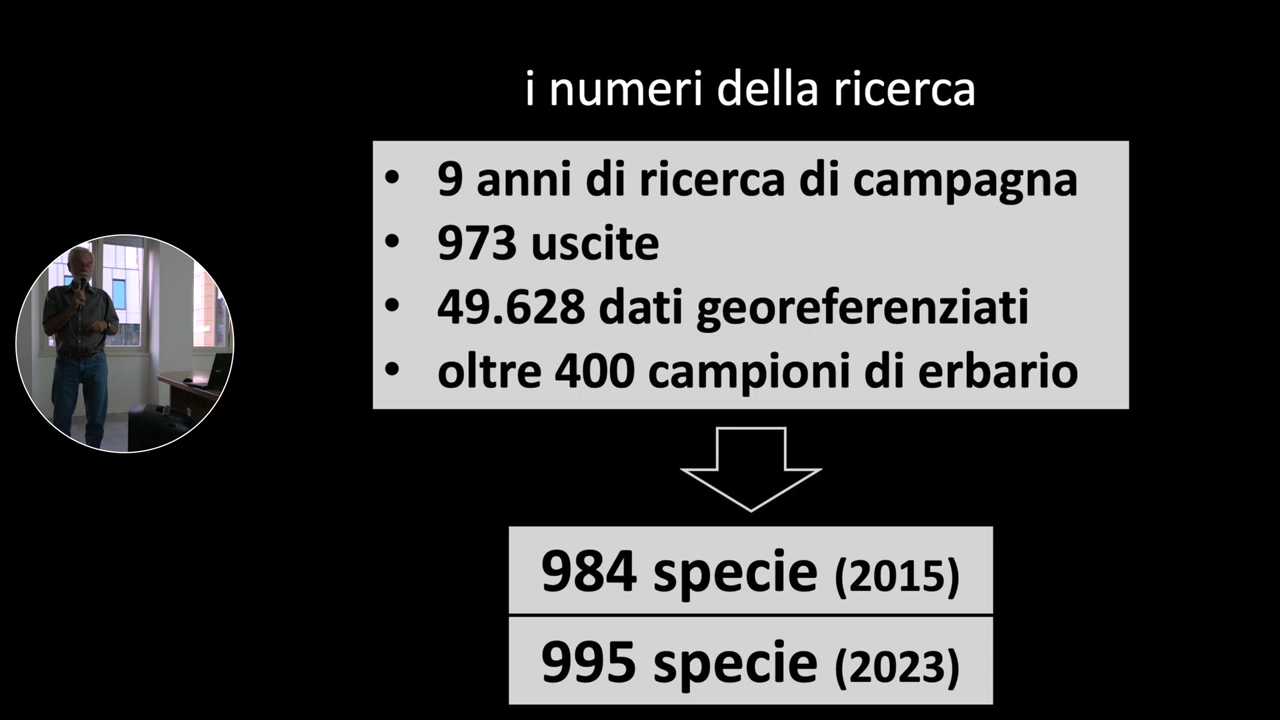 i numeri della ricerca
• 9 anni di ricerca di campagna
• 973 uscite
• 49.628 dati georeferenziati
• oltre 400 campioni di erbario
984 specie (2015)
995 specie (2023)